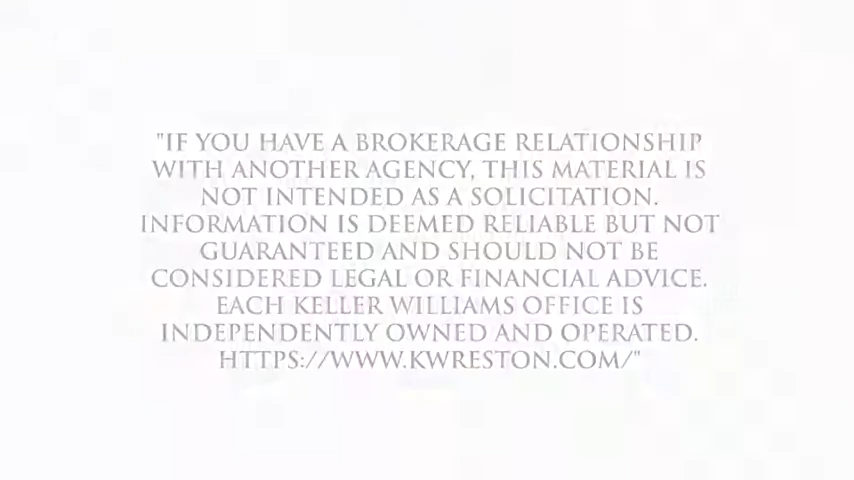 "IF YOU HAVE A BROKERAGE RELATIONSHIP
WITH ANOTHER AGENCY, THIS MATERIAL IS
NOT INTENDED AS A SOLICITATION.
INFORMATION IS DEEMED RELIABLE BUT NOT
GUARANTEED AND SHOULD NOT BE
CONSIDERED LEGAL OR FINANCIAL ADVICE.
EACH KELLER WILLIAMS OFFICE IS
INDEPENDENTLY OWNED AND OPERATED.
HTTPS://WWW.KWRESTON.COM/"